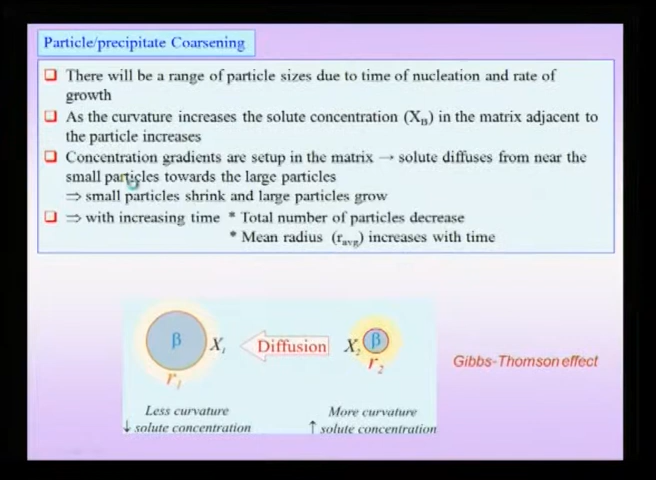 Particle/precipitate Coarsening
❑ There will be a range of particle sizes due to time of nucleation and rate of
growth
❑ As the curvature increases the solute concentration (X_B) in the matrix adjacent to
the particle increases
❑ Concentration gradients are setup in the matrix → solute diffuses from near the
small particles towards the large particles
⇒ small particles shrink and large particles grow
❑ ⇒ with increasing time * Total number of particles decrease
* Mean radius (r_avg) increases with time
β X₁ Diffusion X₂ β
r₁ r₂
Gibbs-Thomson effect
Less curvature
↓ solute concentration
More curvature
↑ solute concentration